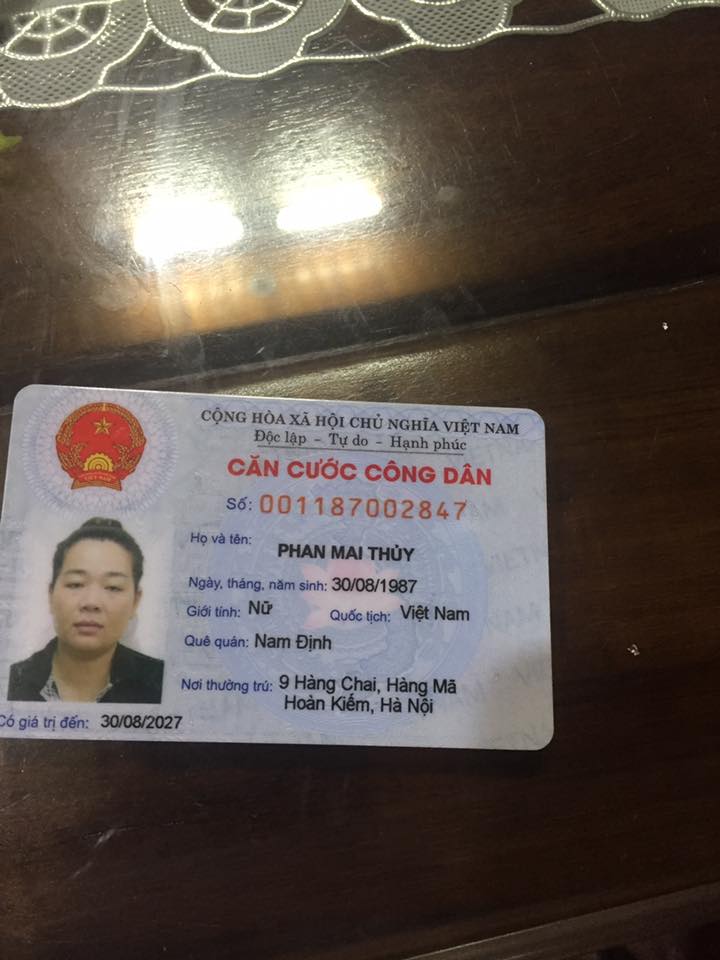 CỘNG HÒA XÃ HỘI CHỦ NGHĨA VIỆT NAM
Độc lập - Tự do - Hạnh phúc
CĂN CƯỚC CÔNG DÂN
Số: 001187002847
Họ và tên: PHAN MAI THỦY
Ngày, tháng, năm sinh: 30/08/1987
Giới tính: Nữ Quốc tịch: Việt Nam
Quê quán: Nam Định
Nơi thường trú: 9 Hàng Chai, Hàng Mã
Hoàn Kiếm, Hà Nội
Có giá trị đến: 30/08/2027